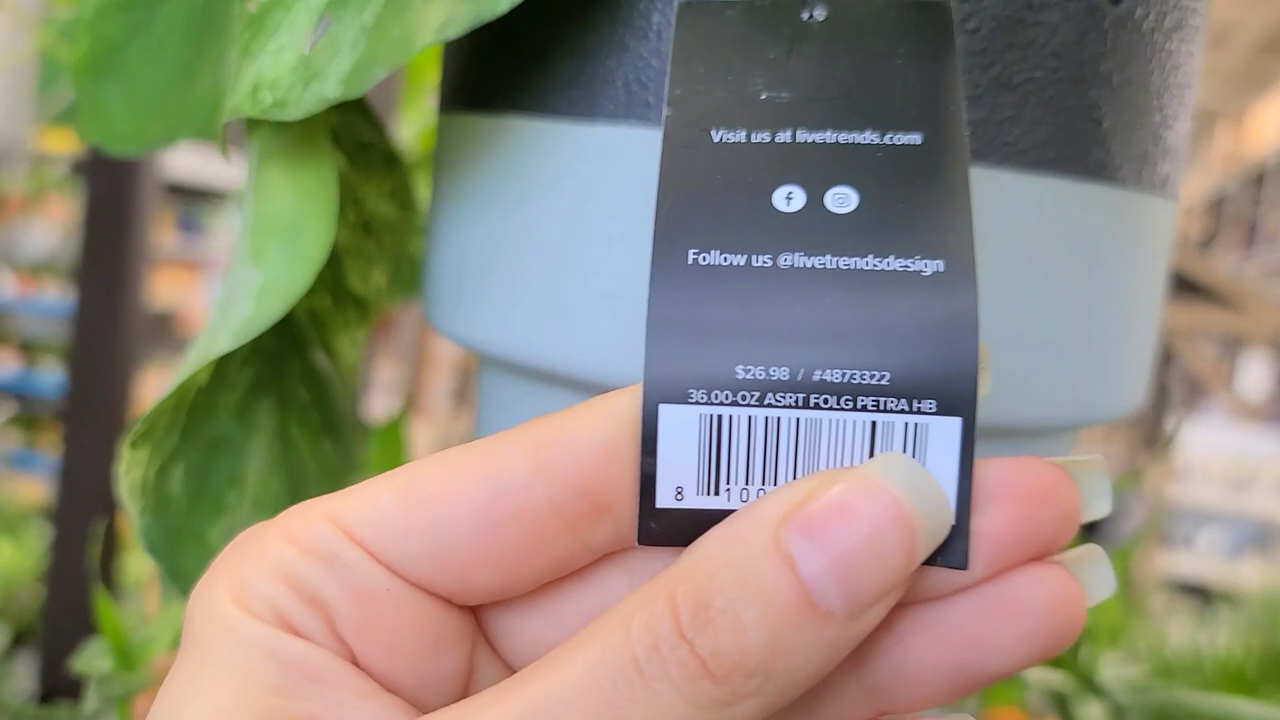 Visit us at livetrends.com
f
Follow us @livetrendsdesign
$26.98 / #4873322
36.00-OZ ASRT FOLG PETRA HB
8 100